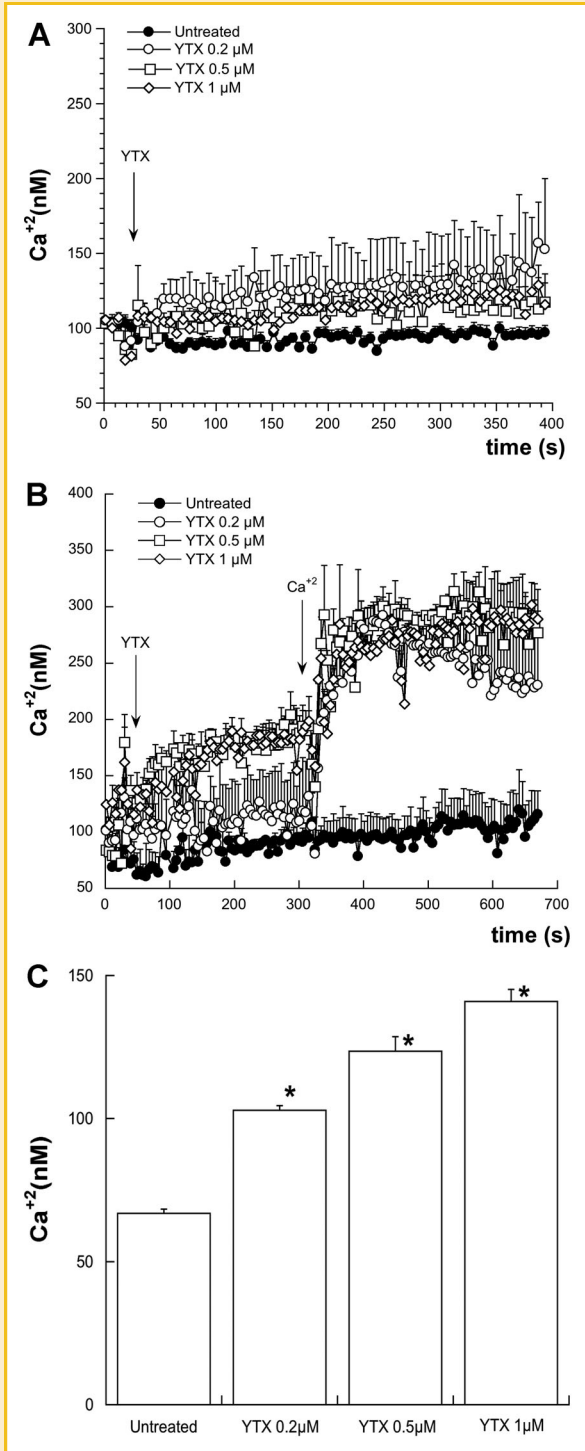 A
Untreated
YTX 0.2 µM
YTX 0.5 µM
YTX 1 µM
YTX
Ca+2(nM)
300
250
200
150
100
50
0 50 100 150 200 250 300 350 400
time (s)
B
Untreated
YTX 0.2 µM
YTX 0.5 µM
YTX 1 µM
YTX
Ca+2
Ca+2(nM)
400
350
300
250
200
150
100
50
0 100 200 300 400 500 600 700
time (s)
C
Ca+2(nM)
150
100
50
0
* * *
Untreated YTX 0.2µM YTX 0.5µM YTX 1µM